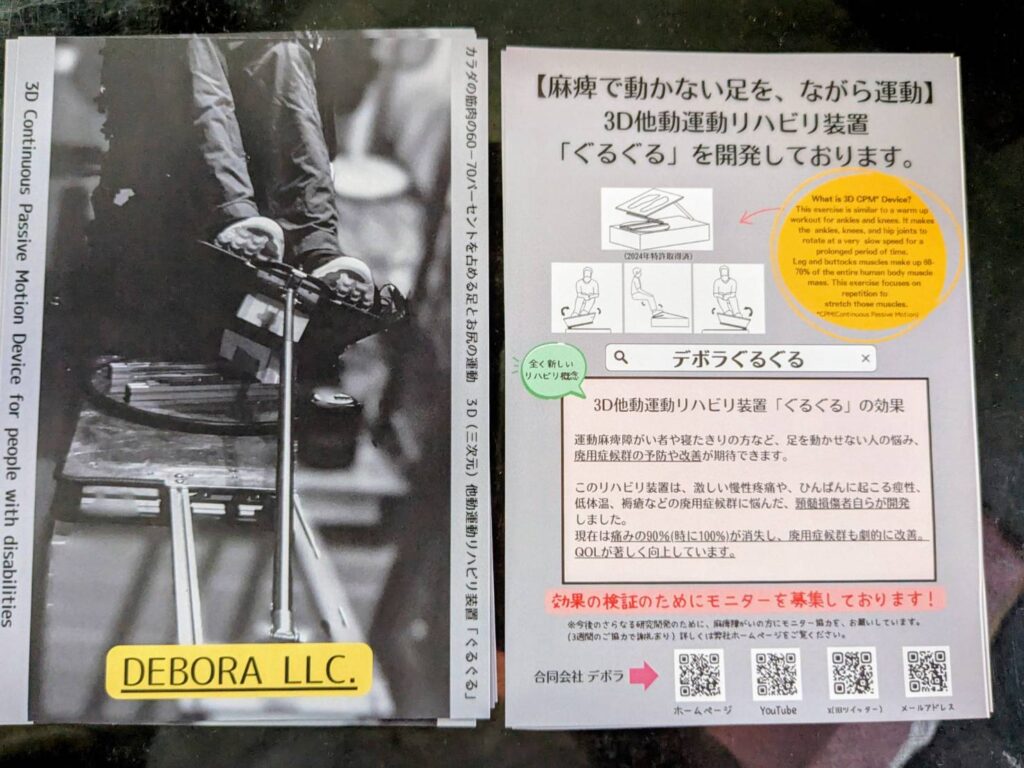 3D Continuous Passive Motion Device for people with disabilities
カラダの筋肉の60−70パーセントを占める足とお尻の運動　3D(三次元)他動運動リハビリ装置「ぐるぐる」
DEBORA LLC.
【麻痺で動かない足を、ながら運動】
3D他動運動リハビリ装置
「ぐるぐる」を開発しております。
What is 3D CPM* Device?
This exercise is similar to a warm up
workout for ankles and knees. It makes
the ankles, knees, and hip joints to
rotate at a very slow speed for a
prolonged period of time.
Leg and buttocks muscles make up 60-
70% of the entire human body muscle
mass. This exercise focuses on
repetition to
stretch those muscles.
*CPM(Continuous Passive Motion)
(2024年特許取得済)
デボラぐるぐる
全く新しい
リハビリ概念
3D他動運動リハビリ装置「ぐるぐる」の効果
運動麻痺障がい者や寝たきりの方など、足を動かせない人の悩み、
廃用症候群の予防や改善が期待できます。
このリハビリ装置は、激しい慢性疼痛や、ひんぱんに起こる痙性、
低体温、褥瘡などの廃用症候群に悩んだ、頸髄損傷者自らが開発
しました。
現在は痛みの90%(時に100%)が消失し、廃用症候群も劇的に改善。
QOLが著しく向上しています。
効果の検証のためにモニターを募集しております！
※今後のさらなる研究開発のために、麻痺障がいの方にモニター協力を、お願いしています。
(3週間のご協力で謝礼あり) 詳しくは弊社ホームページをご覧ください。
合同会社 デボラ
ホームページ
YouTube
X(旧ツイッター)
メールアドレス